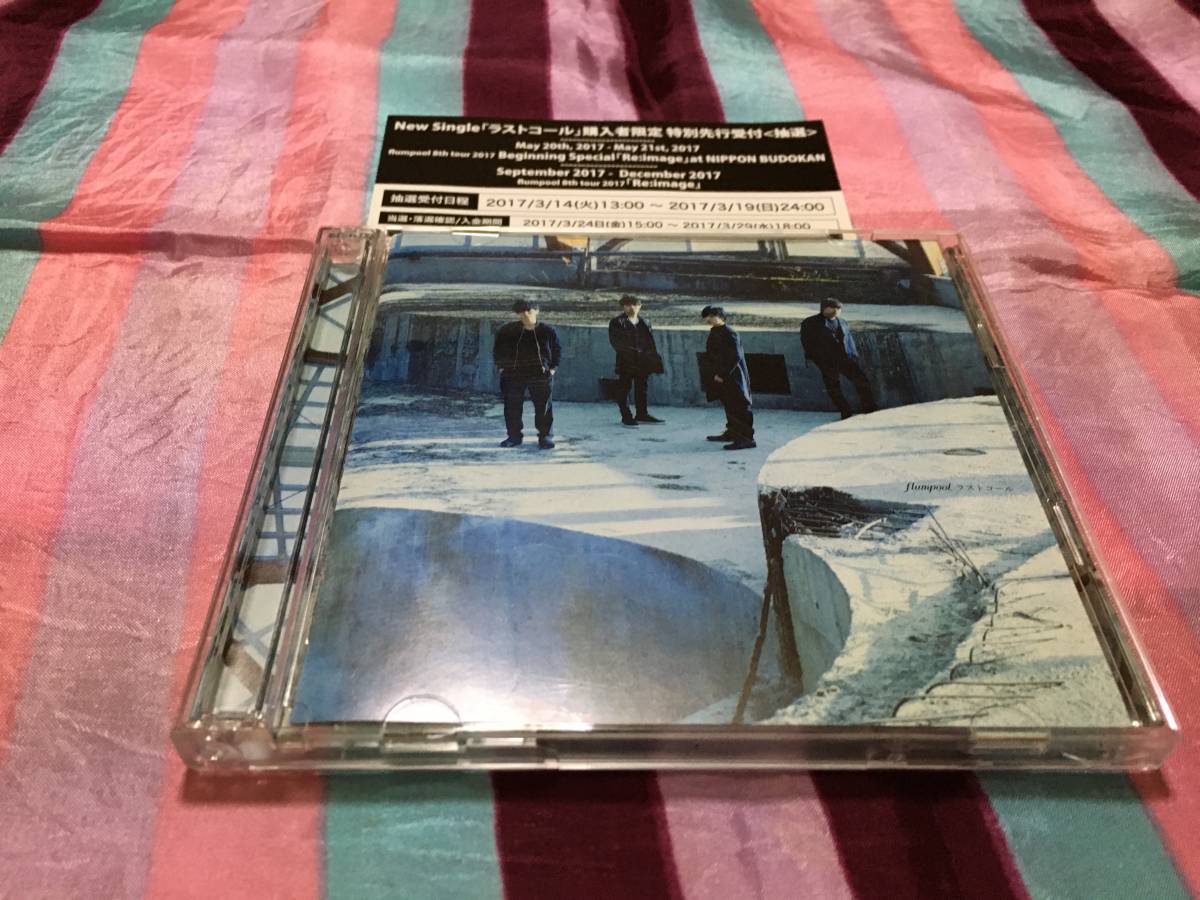 New Single「ラストコール」購入者限定 特別先行受付<抽選>
May 20th, 2017 - May 21st, 2017
flumpool 8th tour 2017 Beginning Special「Re:image」at NIPPON BUDOKAN
September 2017 - December 2017
flumpool 8th tour 2017「Re:image」
抽選受付日程 2017/3/14(火)13:00 ～ 2017/3/19(日)24:00
当選・落選確認/入金期間 2017/3/24(金)15:00 ～ 2017/3/29(水)18:00
flumpool ラストコール